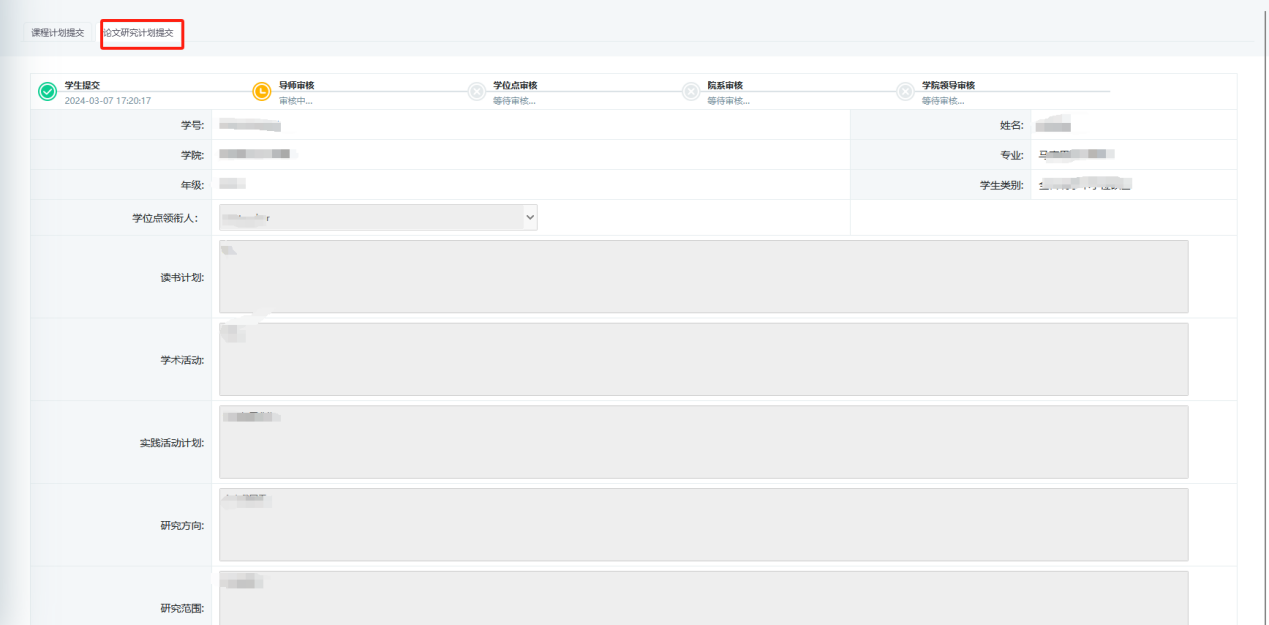 课程计划提交 论文研究计划提交
学生提交 导师审核 学位点审核 院系审核 学院领导审核
2024-03-07 17:20:17 审核中... 等待审核... 等待审核... 等待审核...
学号: 姓名:
学院: 专业:
年级: 学生类别:
学位点领衔人:
读书计划:
学术活动:
实践活动计划:
研究方向:
研究范围: